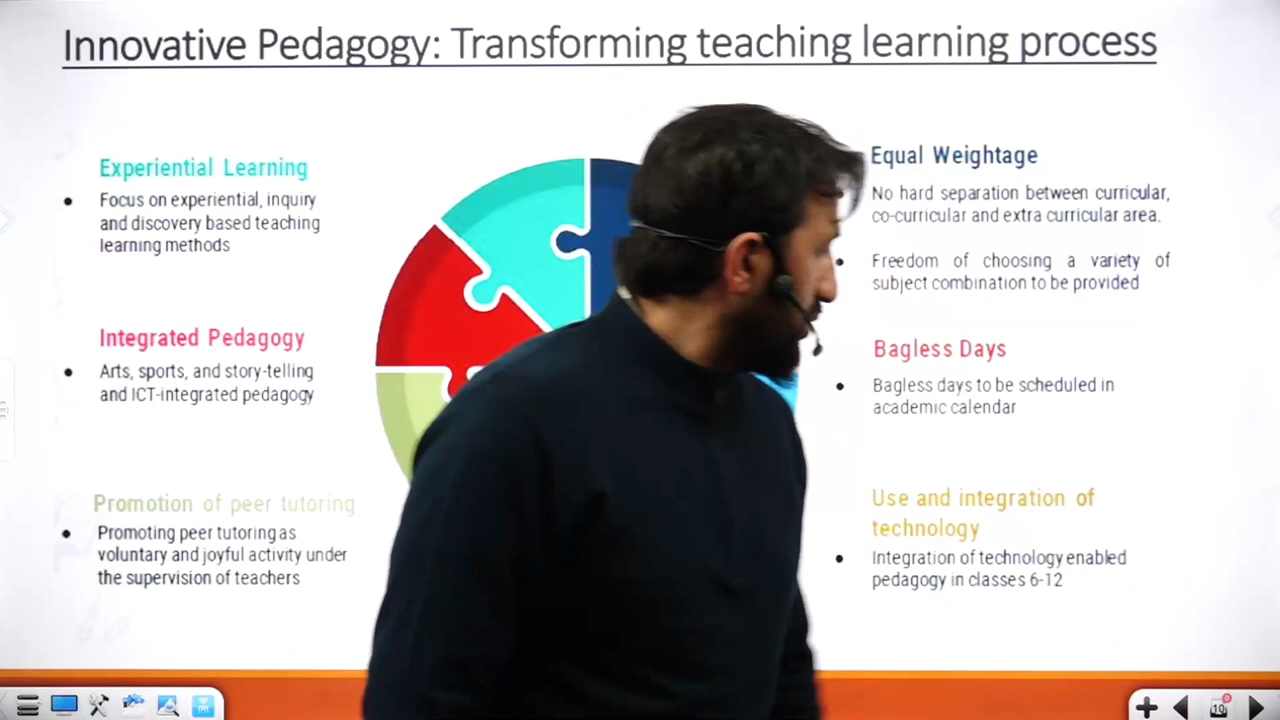 Innovative Pedagogy: Transforming teaching learning process
Experiential Learning
Focus on experiential, inquiry
and discovery based teaching
learning methods
Integrated Pedagogy
Arts, sports, and story-telling
and ICT-integrated pedagogy
Promotion of peer tutoring
Promoting peer tutoring as
voluntary and joyful activity under
the supervision of teachers
Equal Weightage
No hard separation between curricular,
co-curricular and extra curricular area.
Freedom of choosing a variety of
subject combination to be provided
Bagless Days
Bagless days to be scheduled in
academic calendar
Use and integration of
technology
Integration of technology enabled
pedagogy in classes 6-12
10